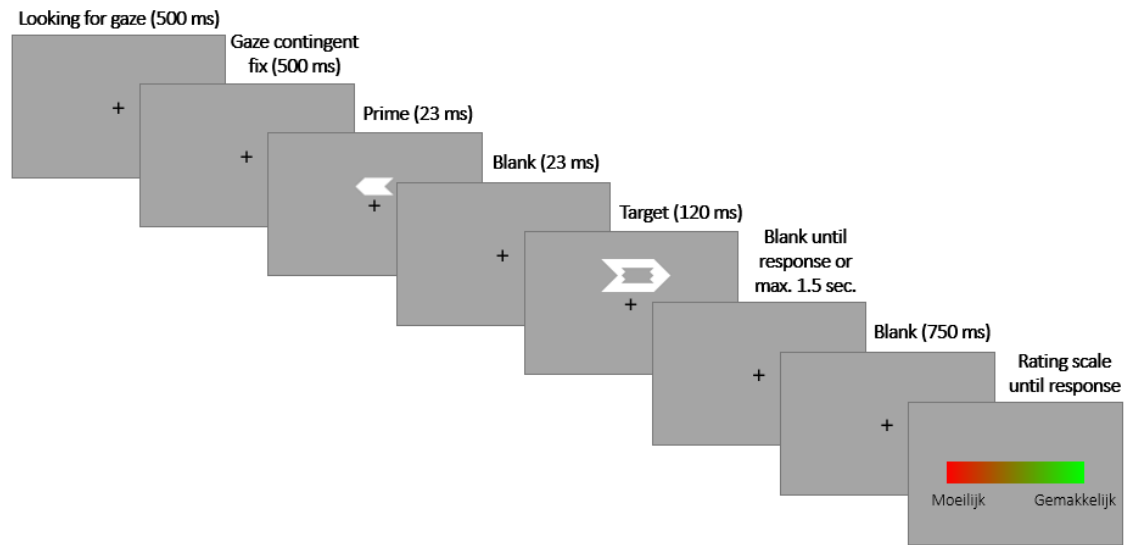 Looking for gaze (500 ms)
Gaze contingent
fix (500 ms)
Prime (23 ms)
Blank (23 ms)
Target (120 ms)
Blank until
response or
max. 1.5 sec.
Blank (750 ms)
Rating scale
until response
Moeilijk
Gemakkelijk